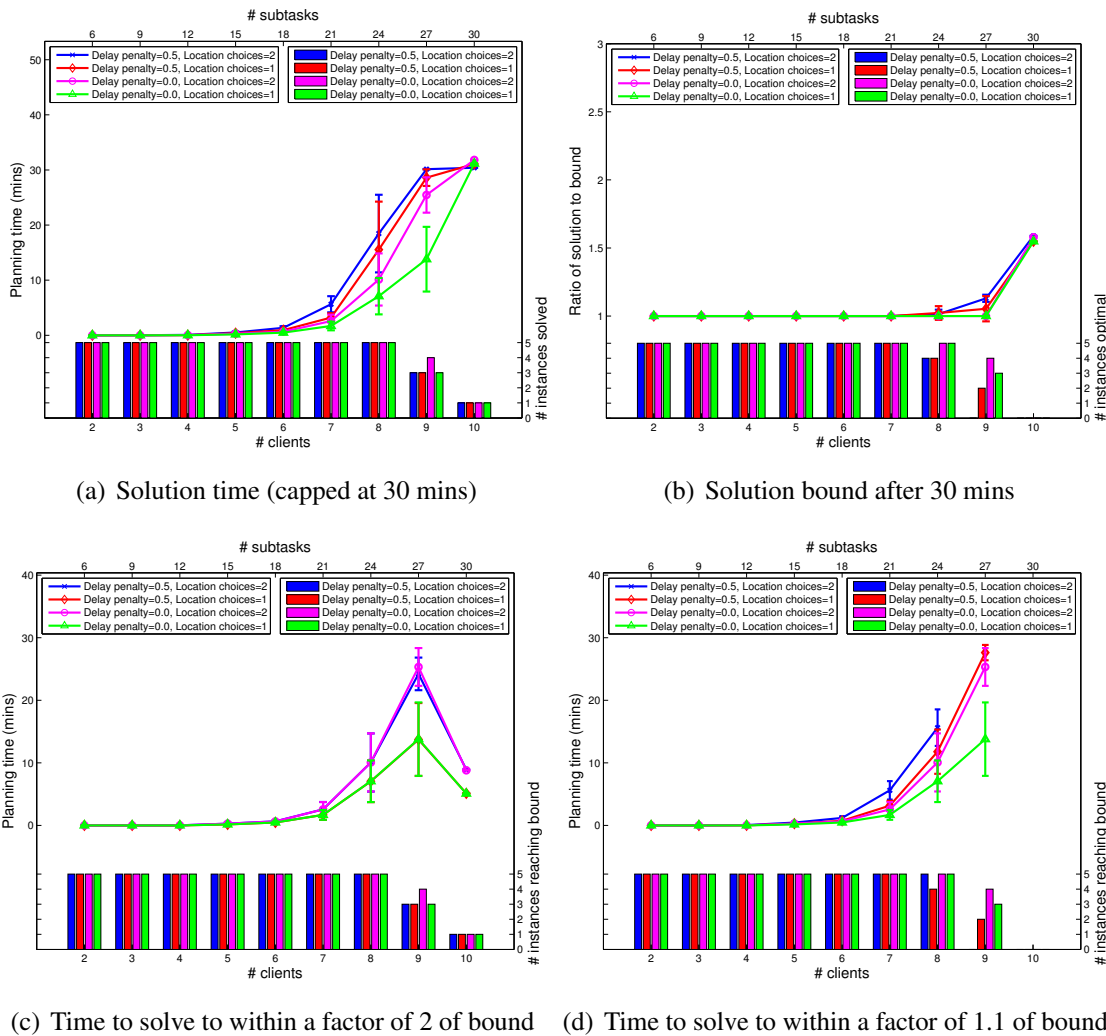 # subtasks
6 9 12 15 18 21 24 27 30
Delay penalty=0.5, Location choices=2
Delay penalty=0.5, Location choices=1
Delay penalty=0.0, Location choices=2
Delay penalty=0.0, Location choices=1
Delay penalty=0.5, Location choices=2
Delay penalty=0.5, Location choices=1
Delay penalty=0.0, Location choices=2
Delay penalty=0.0, Location choices=1
50
40
30
20
10
0
Planning time (mins)
5
4
3
2
1
0
# instances solved
2 3 4 5 6 7 8 9 10
# clients
(a) Solution time (capped at 30 mins)
# subtasks
6 9 12 15 18 21 24 27 30
Delay penalty=0.5, Location choices=2
Delay penalty=0.5, Location choices=1
Delay penalty=0.0, Location choices=2
Delay penalty=0.0, Location choices=1
Delay penalty=0.5, Location choices=2
Delay penalty=0.5, Location choices=1
Delay penalty=0.0, Location choices=2
Delay penalty=0.0, Location choices=1
3
2.5
2
1.5
1
Ratio of solution to bound
5
4
3
2
1
0
# instances optimal
2 3 4 5 6 7 8 9 10
# clients
(b) Solution bound after 30 mins
# subtasks
6 9 12 15 18 21 24 27 30
Delay penalty=0.5, Location choices=2
Delay penalty=0.5, Location choices=1
Delay penalty=0.0, Location choices=2
Delay penalty=0.0, Location choices=1
Delay penalty=0.5, Location choices=2
Delay penalty=0.5, Location choices=1
Delay penalty=0.0, Location choices=2
Delay penalty=0.0, Location choices=1
40
30
20
10
0
Planning time (mins)
5
4
3
2
1
0
# instances reaching bound
2 3 4 5 6 7 8 9 10
# clients
(c) Time to solve to within a factor of 2 of bound
# subtasks
6 9 12 15 18 21 24 27 30
Delay penalty=0.5, Location choices=2
Delay penalty=0.5, Location choices=1
Delay penalty=0.0, Location choices=2
Delay penalty=0.0, Location choices=1
Delay penalty=0.5, Location choices=2
Delay penalty=0.5, Location choices=1
Delay penalty=0.0, Location choices=2
Delay penalty=0.0, Location choices=1
40
30
20
10
0
Planning time (mins)
5
4
3
2
1
0
# instances reaching bound
2 3 4 5 6 7 8 9 10
# clients
(d) Time to solve to within a factor of 1.1 of bound